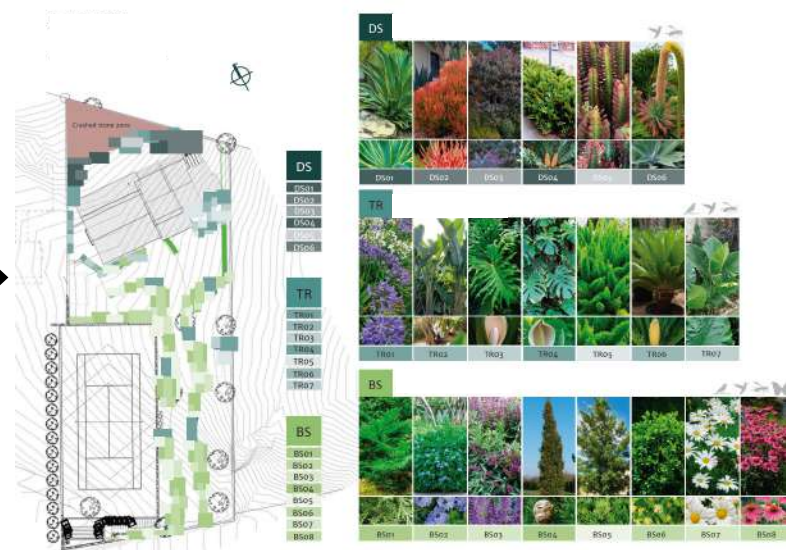 Crushed stone zone
DS
DS01
DS02
DS03
DS04
DS05
DS06
TR
TR01
TR02
TR03
TR04
TR05
TR06
TR07
BS
BS01
BS02
BS03
BS04
BS05
BS06
BS07
BS08
DS
DS01 DS02 DS03 DS04 DS05 DS06
TR
TR01 TR02 TR03 TR04 TR05 TR06 TR07
BS
BS01 BS02 BS03 BS04 BS05 BS06 BS07 BS08